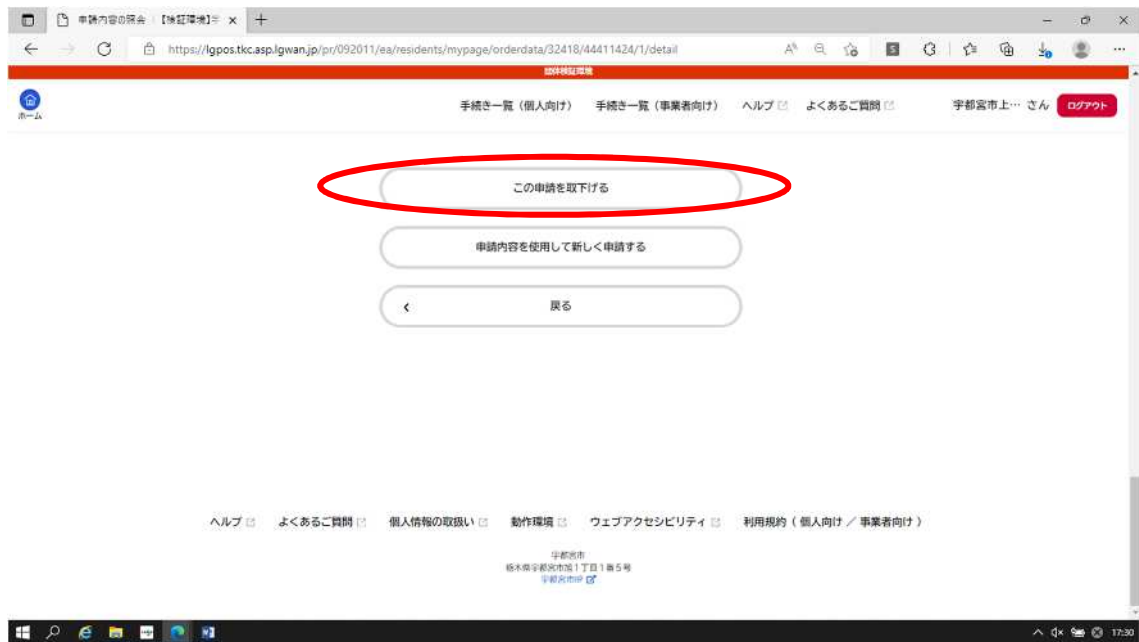 申請内容の照会 | 【検証環境】
https://lgpos.tkc.asp.lgwan.jp/pr/092011/ea/residents/mypage/orderdata/32418/44411424/1/detail
団体検証環境
ホーム
手続き一覧（個人向け） 手続き一覧（事業者向け） ヘルプ よくあるご質問 宇都宮市上… さん ログアウト
この申請を取下げる
申請内容を使用して新しく申請する
戻る
ヘルプ よくあるご質問 個人情報の取扱い 動作環境 ウェブアクセシビリティ 利用規約（ 個人向け ／ 事業者向け ）
宇都宮市
栃木県宇都宮市旭1丁目1番5号
宇都宮市HP
17:30